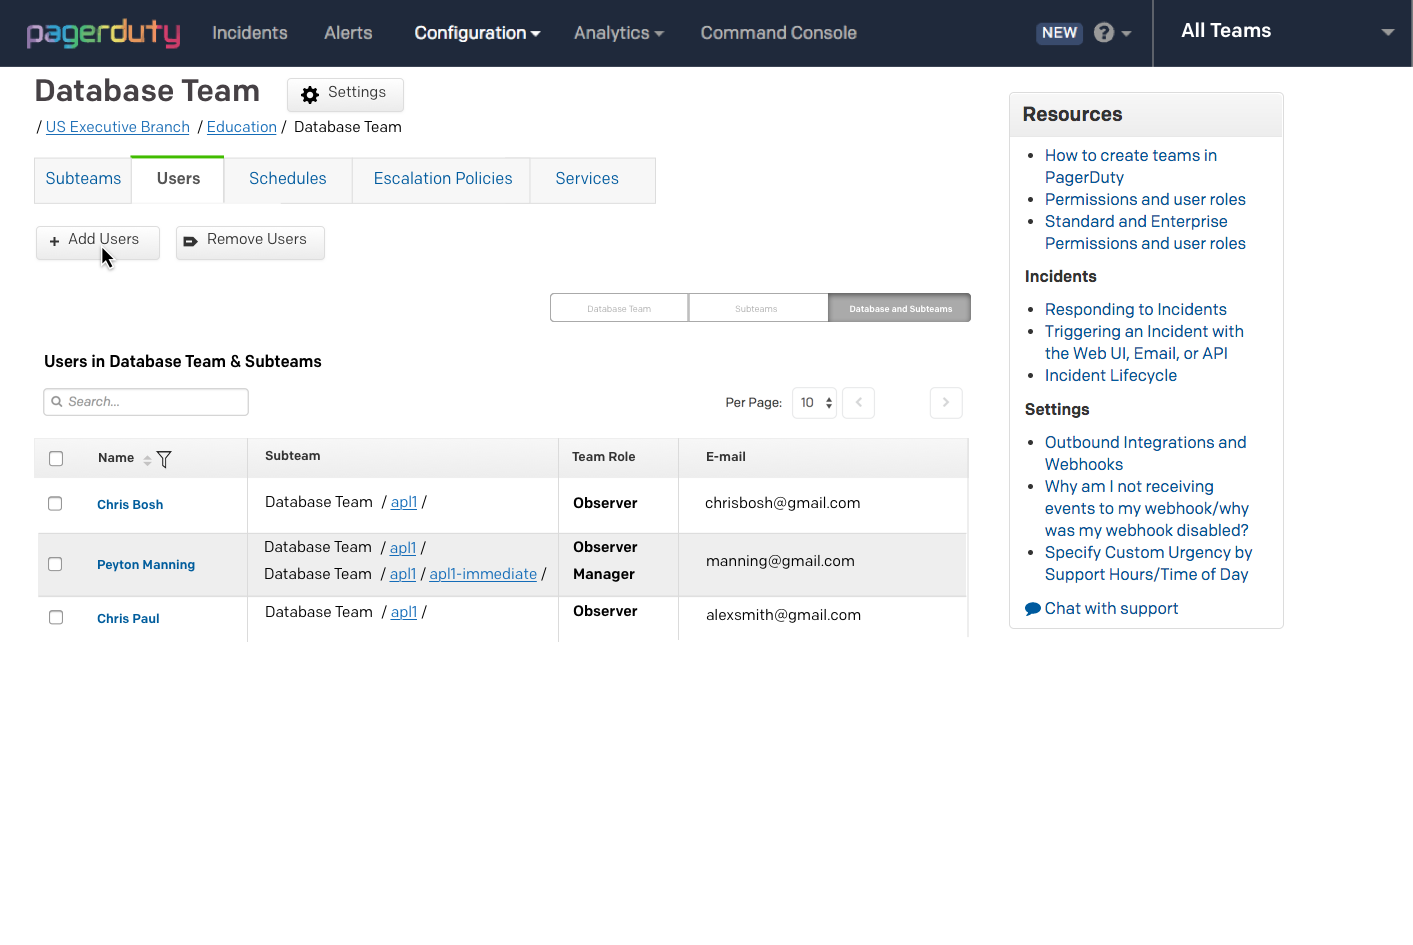 pagerduty Incidents Alerts Configuration Analytics Command Console NEW ? All Teams
Database Team Settings
/ US Executive Branch / Education / Database Team
Subteams Users Schedules Escalation Policies Services
+ Add Users Remove Users
Database Team Subteams Database and Subteams
Users in Database Team & Subteams
Search... Per Page: 10 < >
Name Subteam Team Role E-mail
Chris Bosh Database Team / apl1 / Observer chrisbosh@gmail.com
Database Team / apl1 / Observer
Peyton Manning manning@gmail.com
Database Team / apl1 / apl1-immediate / Manager
Chris Paul Database Team / apl1 / Observer alexsmith@gmail.com
Resources
• How to create teams in
PagerDuty
• Permissions and user roles
• Standard and Enterprise
Permissions and user roles
Incidents
• Responding to Incidents
• Triggering an Incident with
the Web UI, Email, or API
• Incident Lifecycle
Settings
• Outbound Integrations and
Webhooks
• Why am I not receiving
events to my webhook/why
was my webhook disabled?
• Specify Custom Urgency by
Support Hours/Time of Day
Chat with support